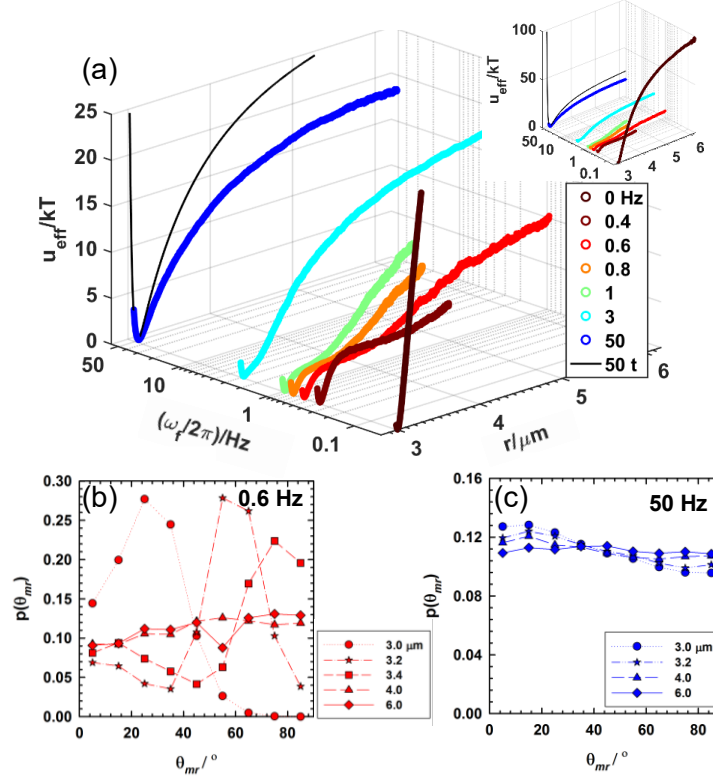 (a)
u_eff/kT
25
20
15
10
5
0
50
10
1
0.1
(ω_f/2π)/Hz
3
4
5
6
r/μm
u_eff/kT
100
50
0
50
10
1
0.1
3
4
5
6
0 Hz
0.4
0.6
0.8
1
3
50
50 t
(b)
0.6 Hz
p(θ_mr)
0.30
0.25
0.20
0.15
0.10
0.05
0.00
0 20 40 60 80
θ_mr/ °
3.0 μm
3.2
3.4
4.0
6.0
(c)
50 Hz
p(θ_mr)
0.16
0.12
0.08
0.04
0.00
0 20 40 60 80
θ_mr/ °
3.0 μm
3.2
4.0
6.0